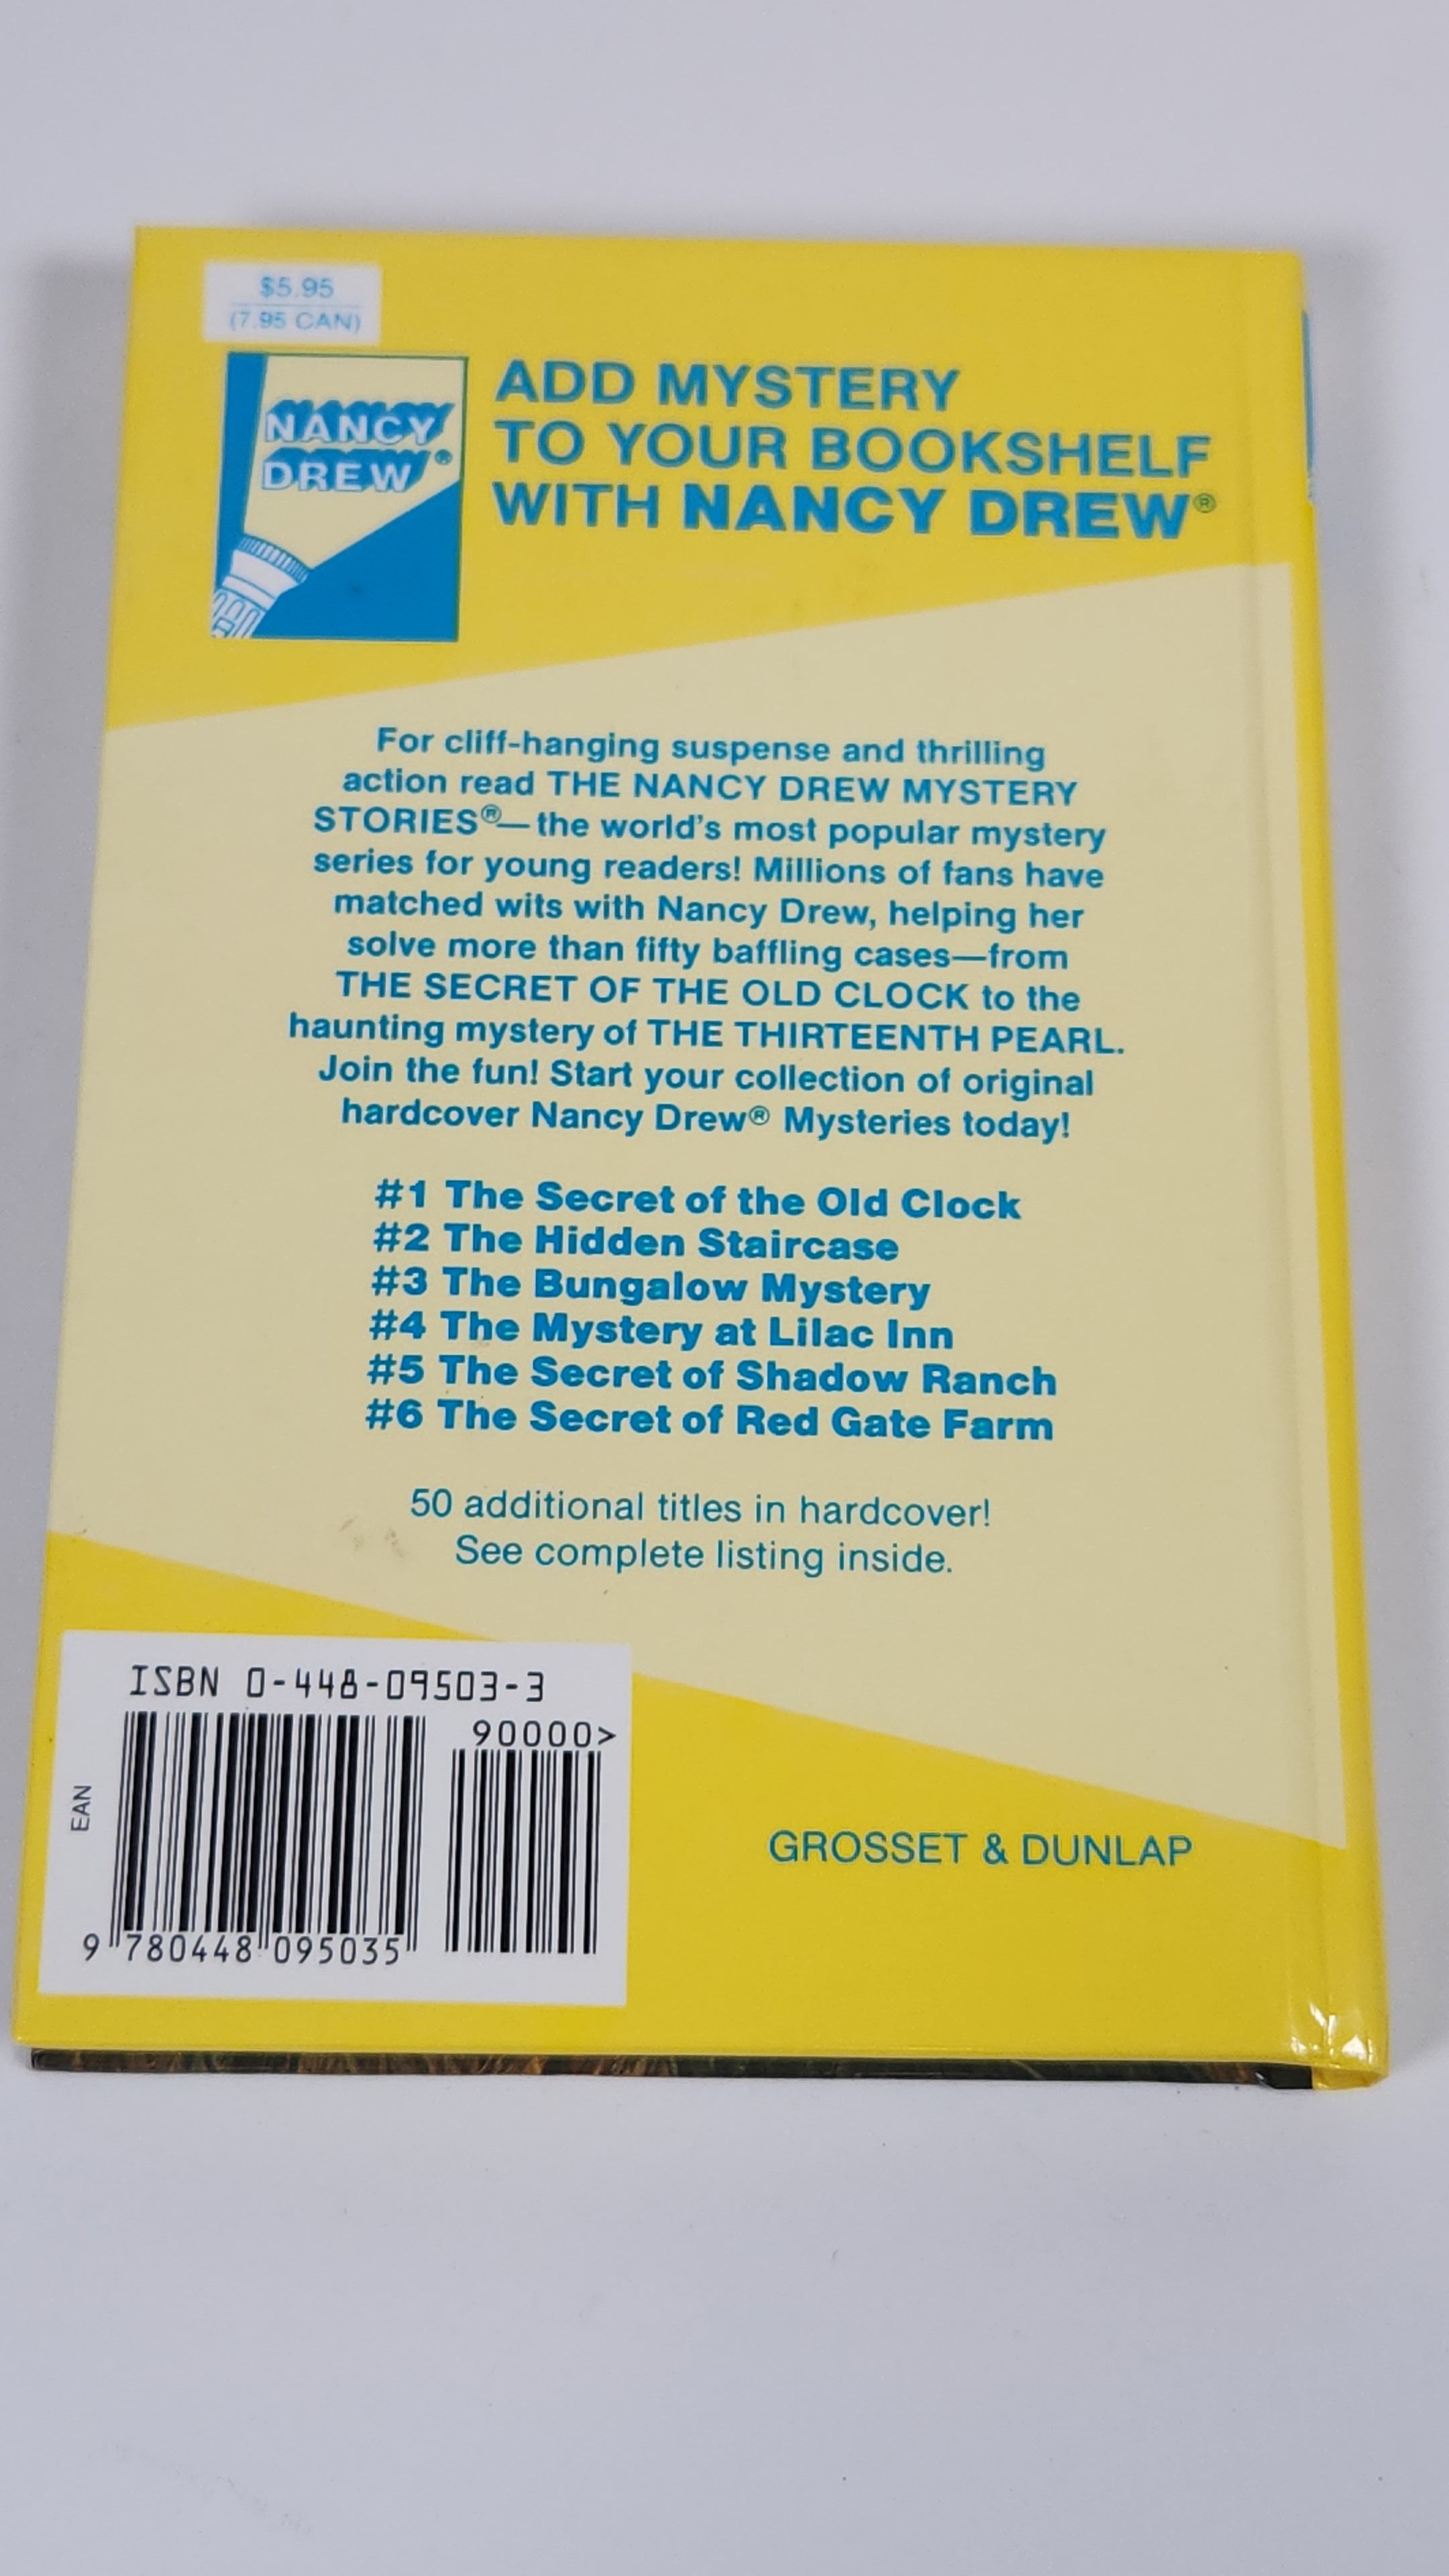 $5.95
(7.95 CAN)
NANCY
DREW®
ADD MYSTERY
TO YOUR BOOKSHELF
WITH NANCY DREW®
For cliff-hanging suspense and thrilling
action read THE NANCY DREW MYSTERY
STORIES®—the world's most popular mystery
series for young readers! Millions of fans have
matched wits with Nancy Drew, helping her
solve more than fifty baffling cases—from
THE SECRET OF THE OLD CLOCK to the
haunting mystery of THE THIRTEENTH PEARL.
Join the fun! Start your collection of original
hardcover Nancy Drew® Mysteries today!
#1 The Secret of the Old Clock
#2 The Hidden Staircase
#3 The Bungalow Mystery
#4 The Mystery at Lilac Inn
#5 The Secret of Shadow Ranch
#6 The Secret of Red Gate Farm
50 additional titles in hardcover!
See complete listing inside.
ISBN 0-448-09503-3
90000>
EAN
9 780448 095035
GROSSET & DUNLAP